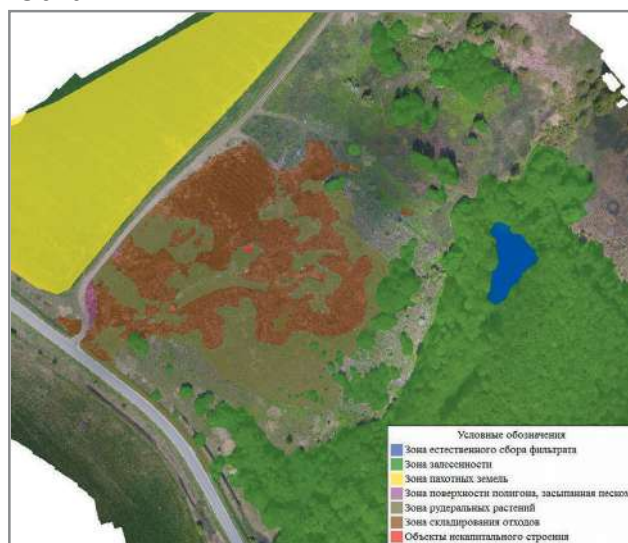 Условные обозначения
Зона естественного сбора фильтрата
Зона залесенности
Зона пахотных земель
Зона поверхности полигона, засыпанная песком
Зона рудеральных растений
Зона складирования отходов
Объекты некапитального строения